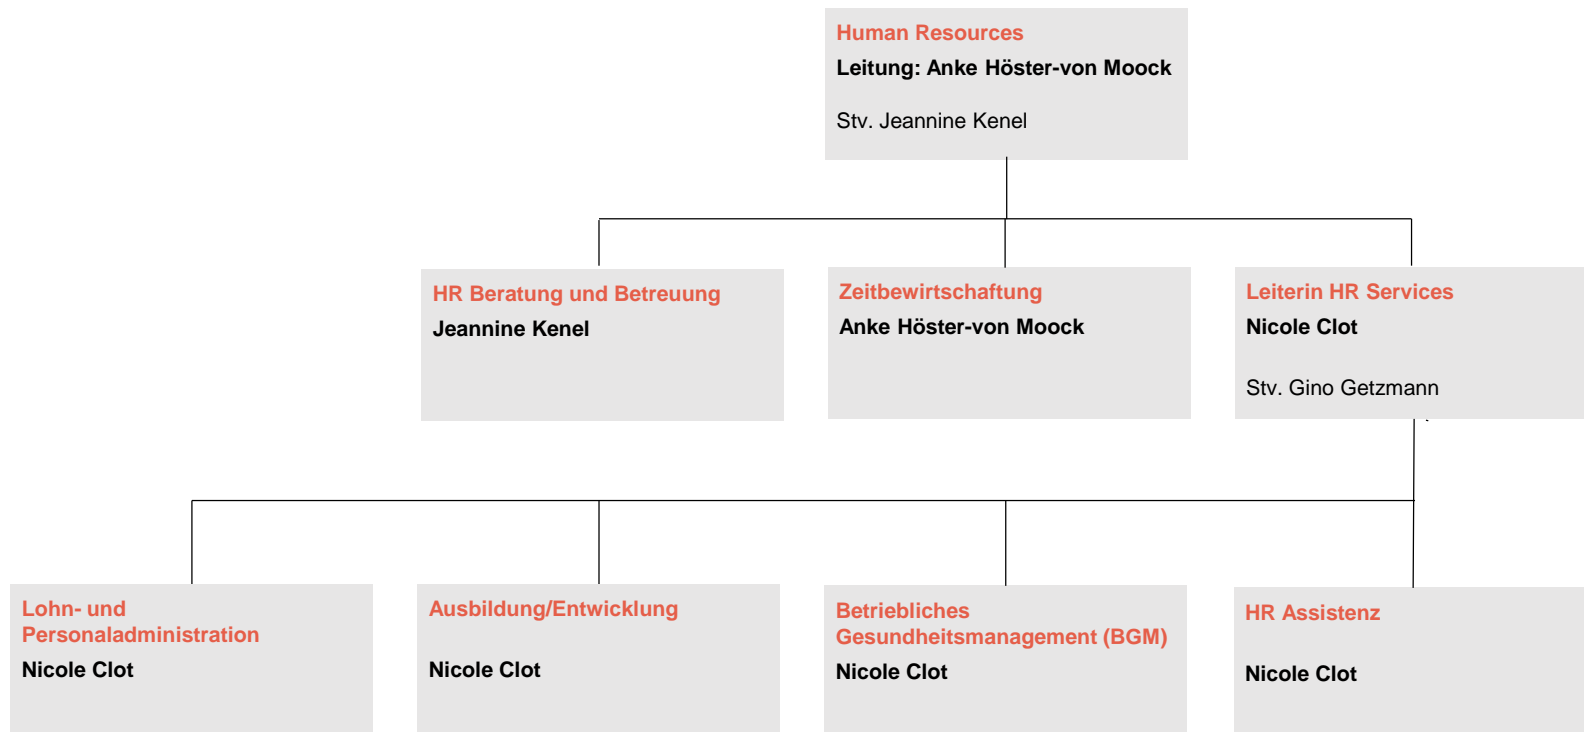 Human Resources
Leitung: Anke Höster-von Moock
Stv. Jeannine Kenel
HR Beratung und Betreuung
Jeannine Kenel
Zeitbewirtschaftung
Anke Höster-von Moock
Leiterin HR Services
Nicole Clot
Stv. Gino Getzmann
Lohn- und
Personaladministration
Nicole Clot
Ausbildung/Entwicklung
Nicole Clot
Betriebliches
Gesundheitsmanagement (BGM)
Nicole Clot
HR Assistenz
Nicole Clot